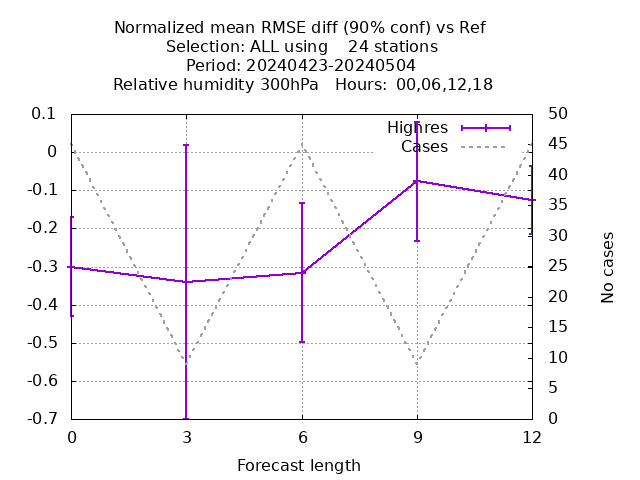 Normalized mean RMSE diff (90% conf) vs Ref
Selection: ALL using    24 stations
Period: 20240423-20240504
Relative humidity 300hPa   Hours:  00,06,12,18
Highres
Cases
0.1
0
-0.1
-0.2
-0.3
-0.4
-0.5
-0.6
-0.7
50
45
40
35
30
25
20
15
10
5
0
No cases
0 3 6 9 12
Forecast length